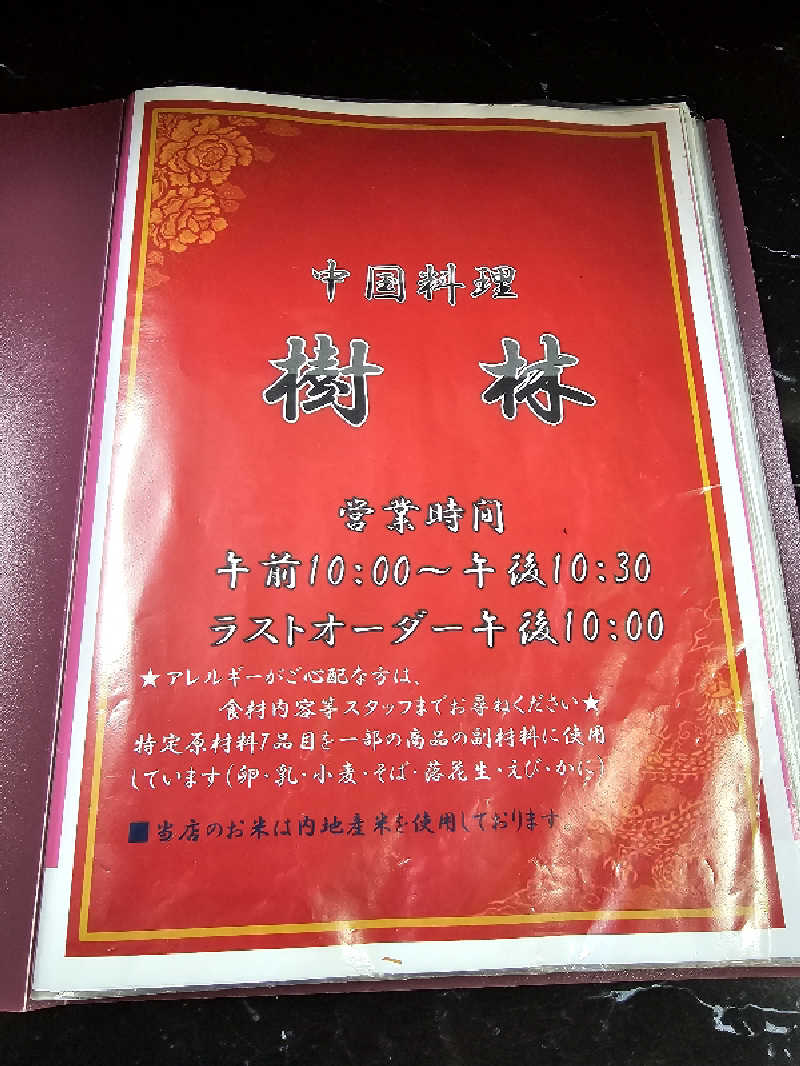 中国料理
樹林
営業時间
午前10:00～午後10:30
ラストオーダー午後10:00
★アレルギーがご心配な方は、
食材内容等スタッフまでお尋ねください★
特定原材料7品目を一部の商品の副材料に使用
しています(卵・乳・小麦・そば・落花生・えび・かに)
■当店のお米は内地産米を使用しております。